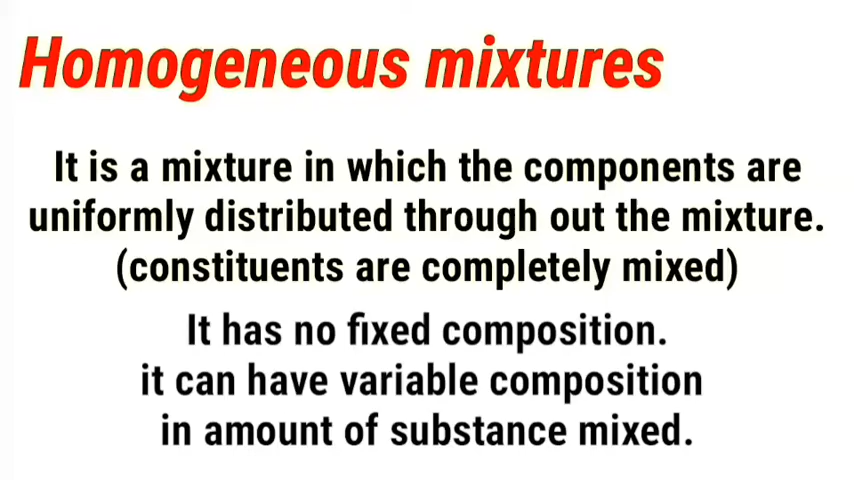 Homogeneous mixtures
It is a mixture in which the components are
uniformly distributed through out the mixture.
(constituents are completely mixed)
It has no fixed composition.
it can have variable composition
in amount of substance mixed.